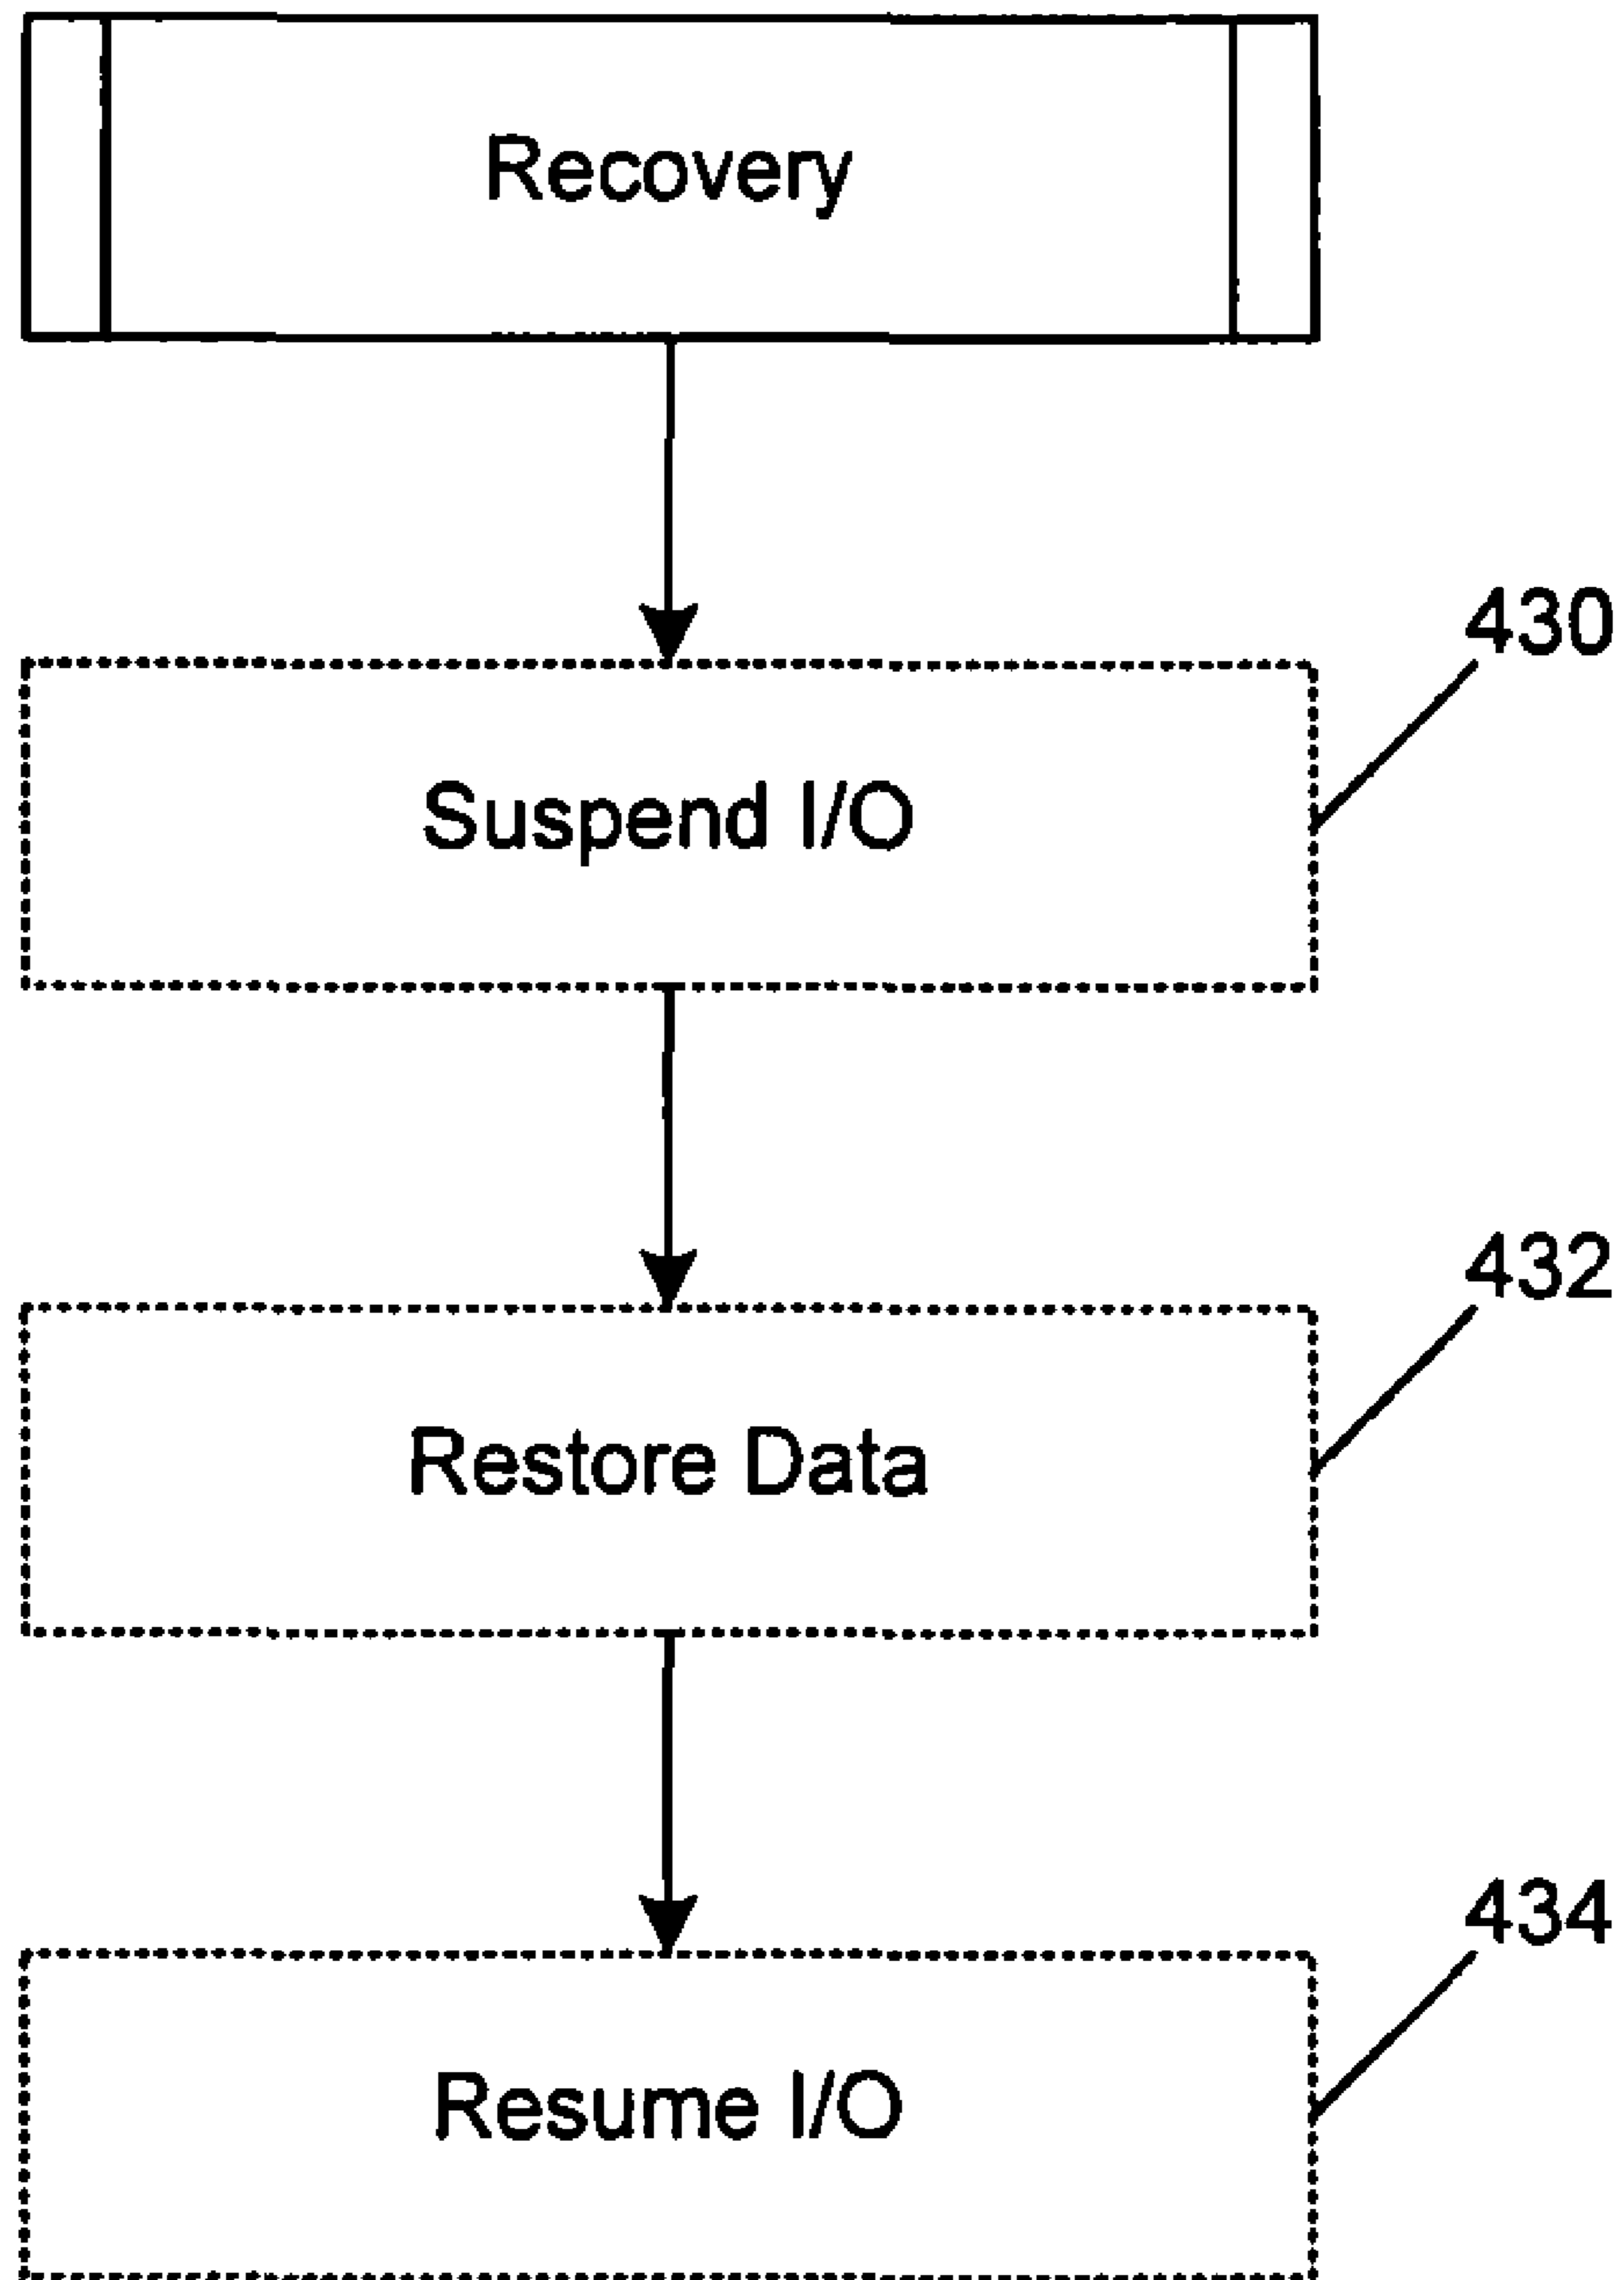 Recovery
430
Suspend I/O
432
Restore Data
434
Resume I/O